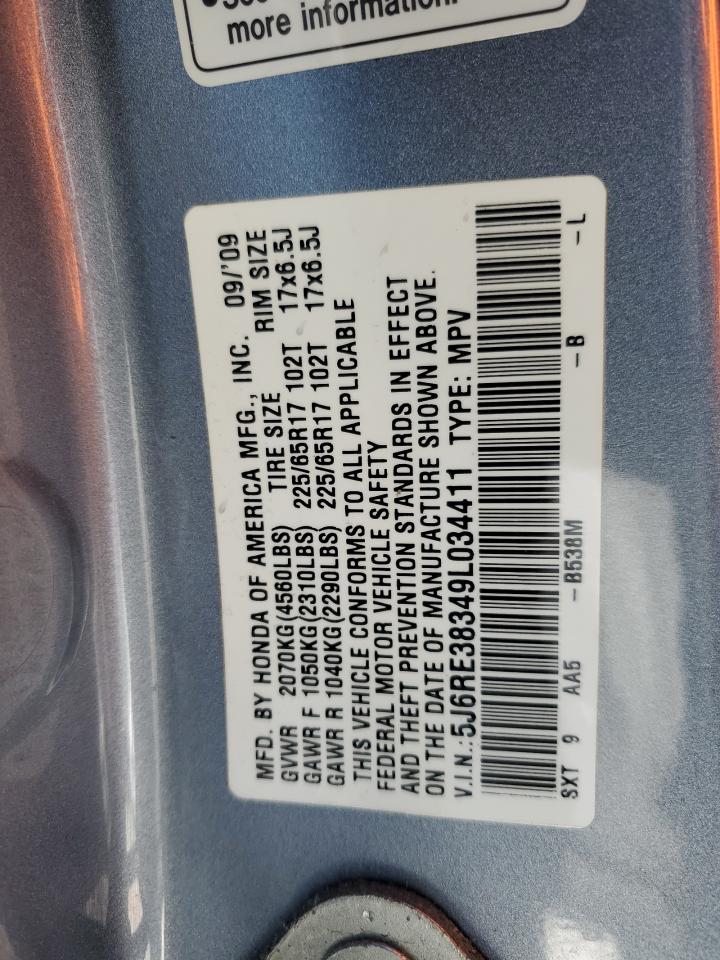 more information.
MFD. BY HONDA OF AMERICA MFG., INC. 09/'09
GVWR 2070KG(4560LBS) TIRE SIZE RIM SIZE
GAWR F 1050KG(2310LBS) 225/65R17 102T 17x6.5J
GAWR R 1040KG(2290LBS) 225/65R17 102T 17x6.5J
THIS VEHICLE CONFORMS TO ALL APPLICABLE
FEDERAL MOTOR VEHICLE SAFETY
AND THEFT PREVENTION STANDARDS IN EFFECT
ON THE DATE OF MANUFACTURE SHOWN ABOVE.
V.I.N.:5J6RE38349L034411 TYPE: MPV
SXT 9 AA5 -B538M -B -L